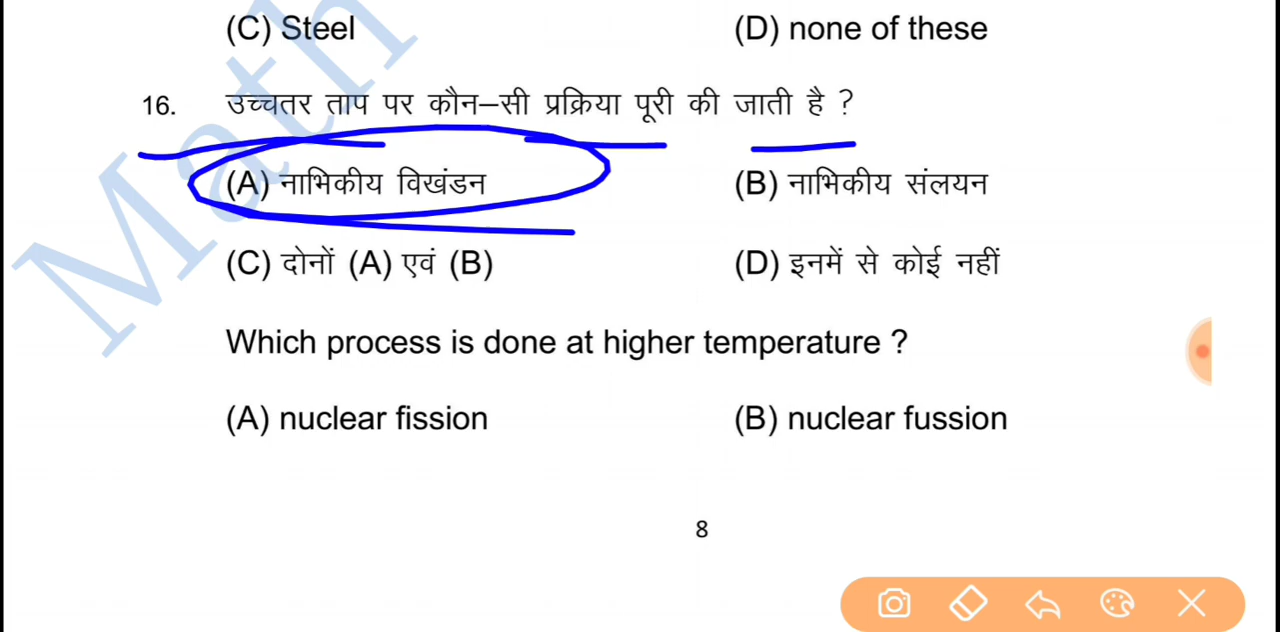 (C) Steel (D) none of these
16. उच्चतर ताप पर कौन–सी प्रक्रिया पूरी की जाती है ?
(A) नाभिकीय विखंडन (B) नाभिकीय संलयन
(C) दोनों (A) एवं (B) (D) इनमें से कोई नहीं
Which process is done at higher temperature ?
(A) nuclear fission (B) nuclear fussion
8
Math